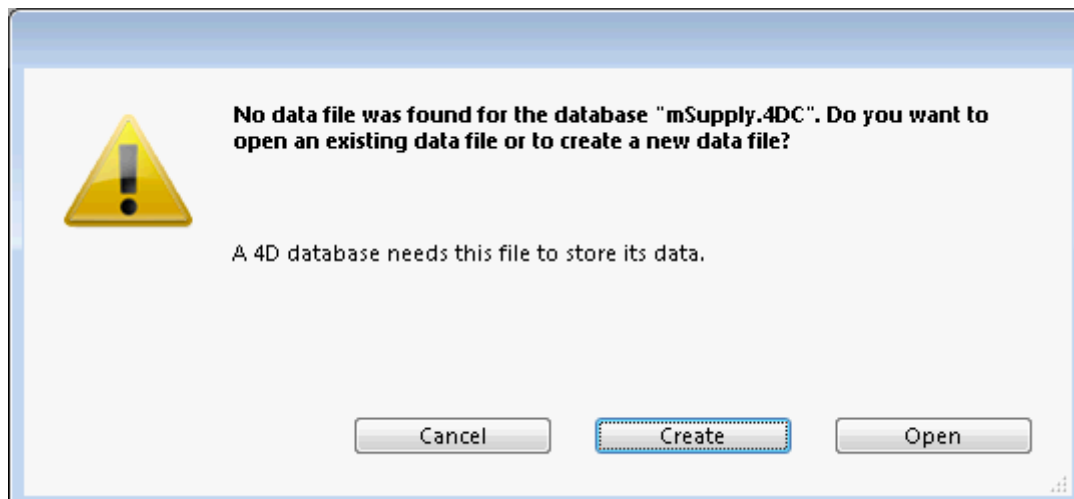 No data file was found for the database "mSupply.4DC". Do you want to
open an existing data file or to create a new data file?
A 4D database needs this file to store its data.
Cancel Create Open